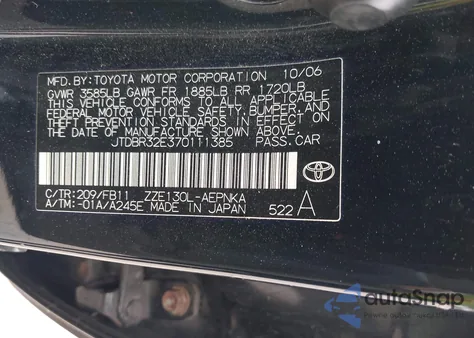 MFD. BY:TOYOTA MOTOR CORPORATION 10/06
GVWR 3585LB GAWR FR 1885LB RR 1720LB
THIS VEHICLE CONFORMS TO ALL APPLICABLE
FEDERAL MOTOR VEHICLE SAFETY, BUMPER, AND
THEFT PREVENTION STANDARDS IN EFFECT ON
THE DATE OF MANUFACTURE SHOWN ABOVE.
JTDBR32E370111385 PASS.CAR
C/TR:209/FB11 ZZE130L-AEPNKA
A/TM:-01A/A245E MADE IN JAPAN 522 A
autoSnap